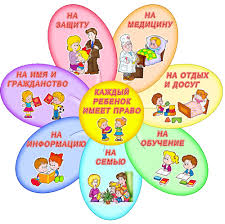 КАЖДЫЙ
РЕБЕНОК
ИМЕЕТ ПРАВО
НА
ЗАЩИТУ
НА
МЕДИЦИНУ
НА ОТДЫХ
И ДОСУГ
НА
ОБУЧЕНИЕ
НА
СЕМЬЮ
НА
ИНФОРМАЦИЮ
НА ИМЯ И
ГРАЖДАНСТВО